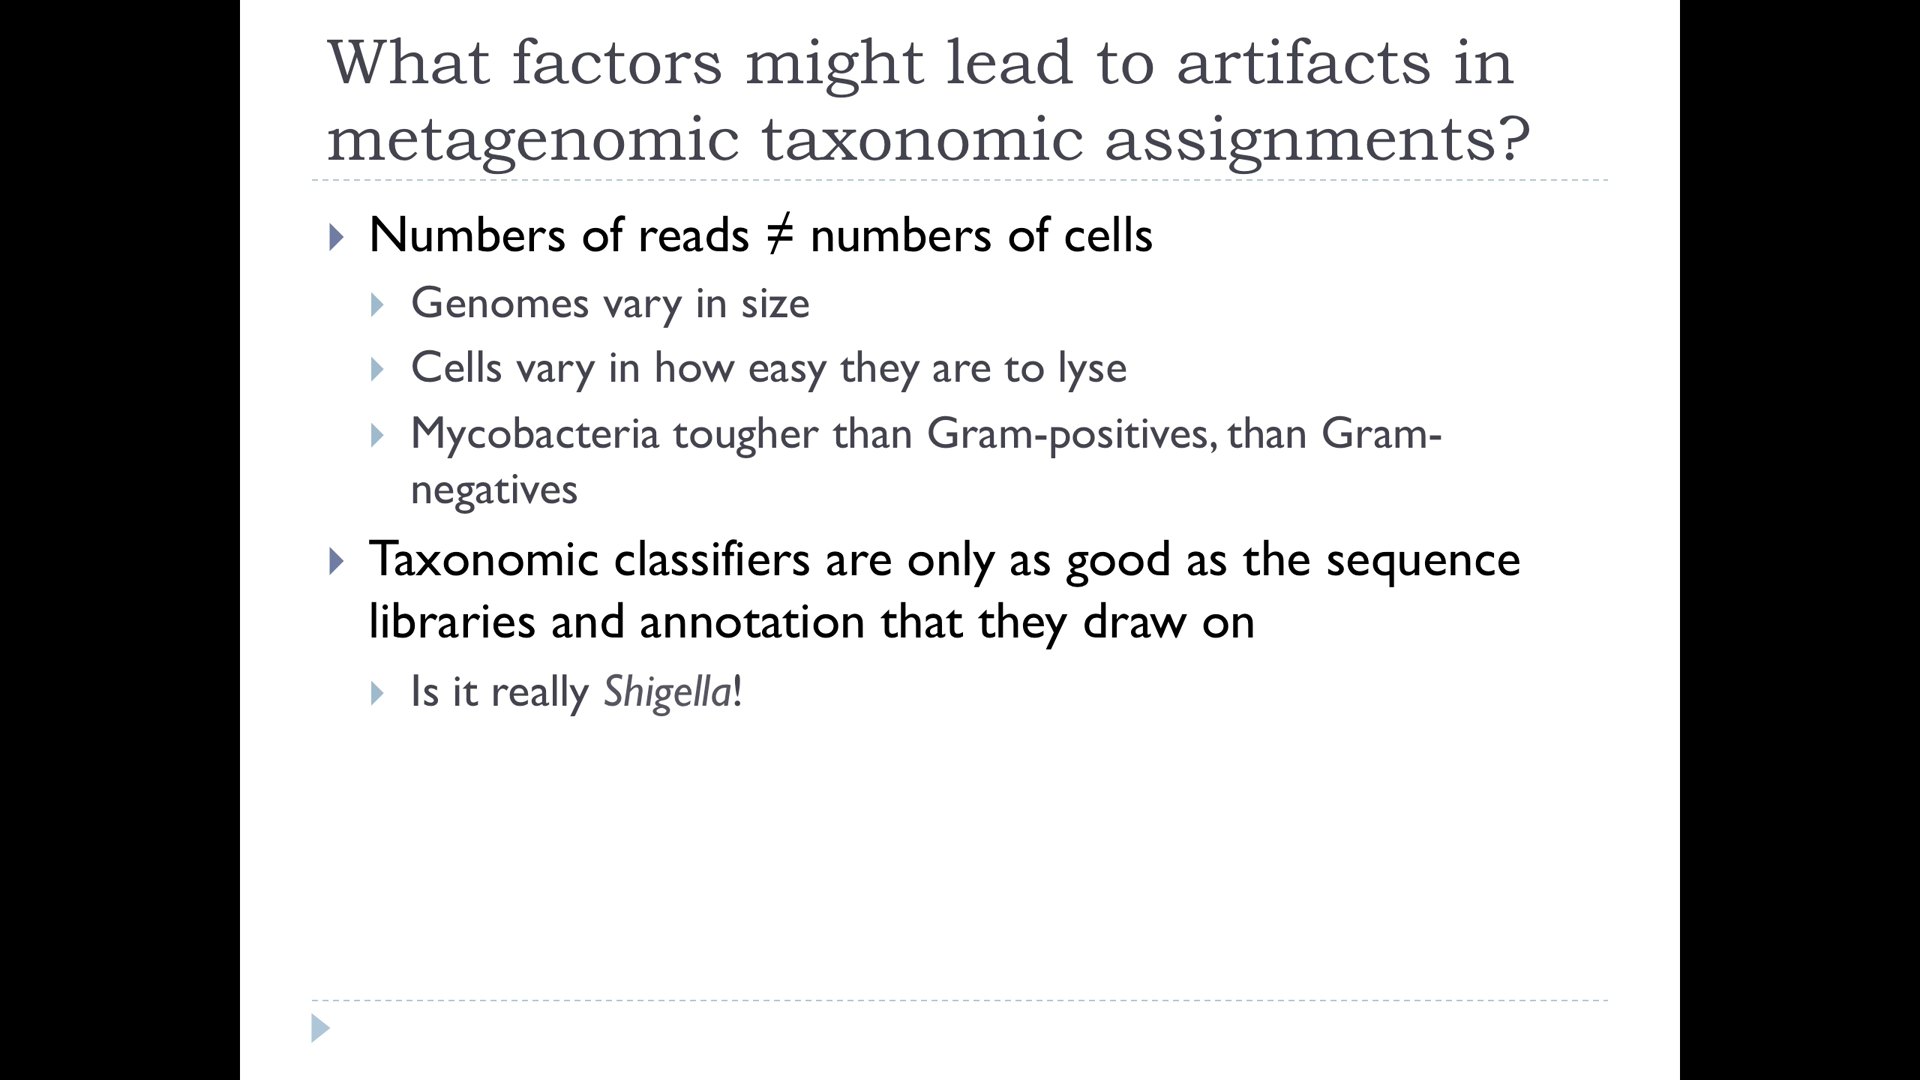 What factors might lead to artifacts in
metagenomic taxonomic assignments?
Numbers of reads ≠ numbers of cells
Genomes vary in size
Cells vary in how easy they are to lyse
Mycobacteria tougher than Gram-positives, than Gram-
negatives
Taxonomic classifiers are only as good as the sequence
libraries and annotation that they draw on
Is it really Shigella!